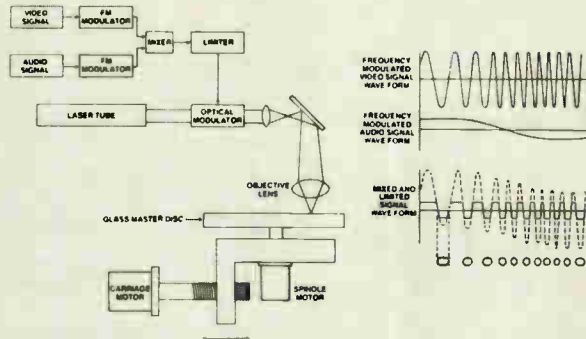 VIDEO
SIGNAL
FM
MODULATOR
AUDIO
SIGNAL
FM
MODULATOR
MIXER
LIMITER
LASER TUBE
OPTICAL
MODULATOR
OBJECTIVE
LENS
GLASS MASTER DISC
CARRIAGE
MOTOR
SPINDLE
MOTOR
FREQUENCY
MODULATED
VIDEO SIGNAL
WAVE FORM
FREQUENCY
MODULATED
AUDIO SIGNAL
WAVE FORM
MIXED AND
LIMITED
SIGNAL
WAVE FORM